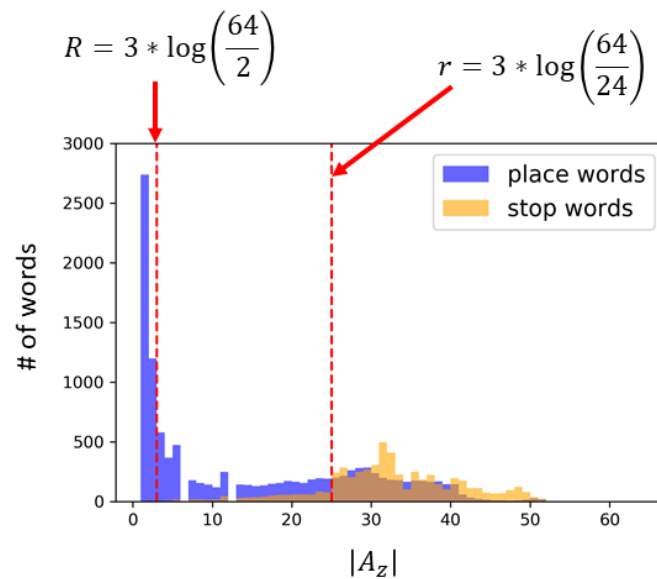 R = 3 * log(64/2)
r = 3 * log(64/24)
3000
2500
2000
1500
1000
500
0
# of words
place words
stop words
0 10 20 30 40 50 60
|A_z|